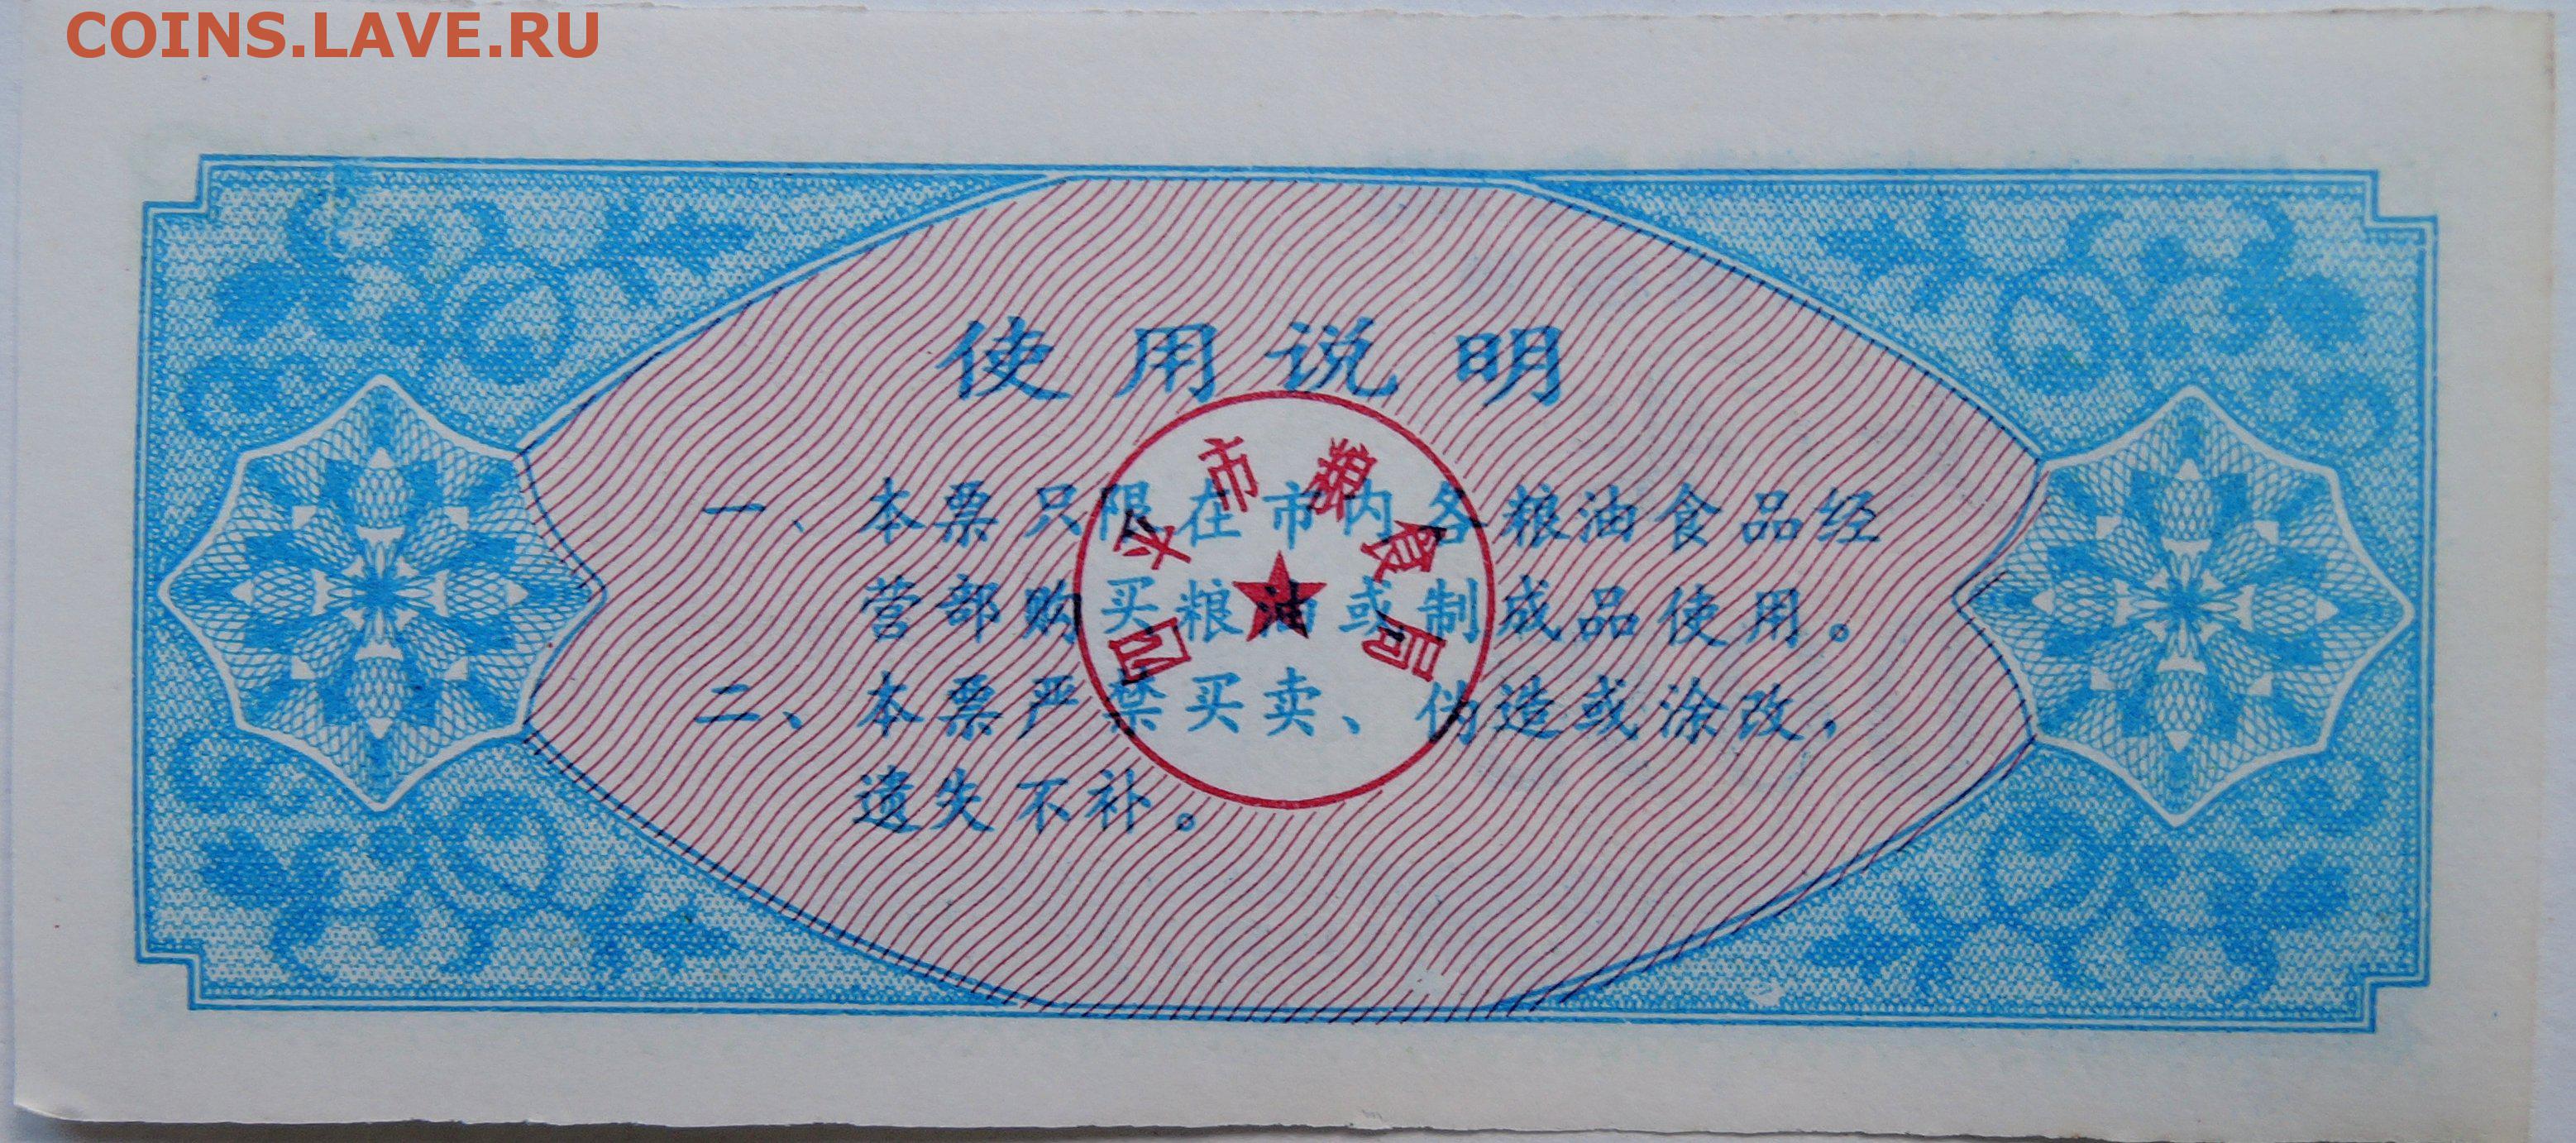 COINS.LAVE.RU
使用说明
一、本票只限在市内各粮油食品经
营部购买粮油或制成品使用。
二、本票严禁买卖、伪造或涂改，
遗失不补。
四平市粮食局